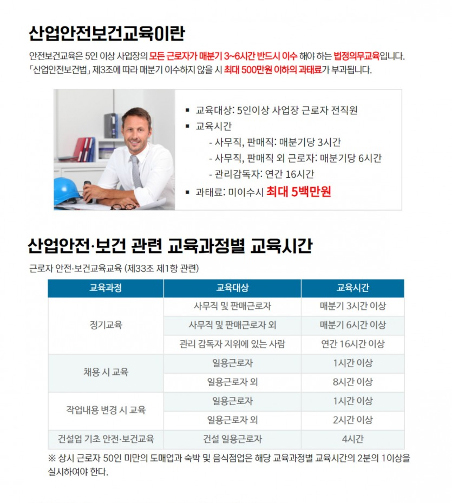 산업안전보건교육이란
안전보건교육은 5인 이상 사업장의 모든 근로자가 매분기 3~6시간 반드시 이수 해야 하는 법정의무교육입니다.
「산업안전보건법」 제3조에 따라 매분기 이수하지 않을 시 최대 500만원 이하의 과태료가 부과됩니다.
▪ 교육대상: 5인이상 사업장 근로자 전직원
▪ 교육시간
- 사무직, 판매직: 매분기당 3시간
- 사무직, 판매직 외 근로자: 매분기당 6시간
- 관리감독자: 연간 16시간
▪ 과태료: 미이수시 최대 5백만원
산업안전·보건 관련 교육과정별 교육시간
근로자 안전·보건교육교육 (제33조 제1항 관련)
교육과정 교육대상 교육시간
정기교육
사무직 및 판매근로자 매분기 3시간 이상
사무직 및 판매근로자 외 매분기 6시간 이상
관리 감독자 지위에 있는 사람 연간 16시간 이상
채용 시 교육
일용근로자 1시간 이상
일용근로자 외 8시간 이상
작업내용 변경 시 교육
일용근로자 1시간 이상
일용근로자 외 2시간 이상
건설업 기초 안전·보건교육 건설 일용근로자 4시간
※ 상시 근로자 50인 미만의 도매업과 숙박 및 음식점업은 해당 교육과정별 교육시간의 2분의 1이상을
실시하여야 한다.